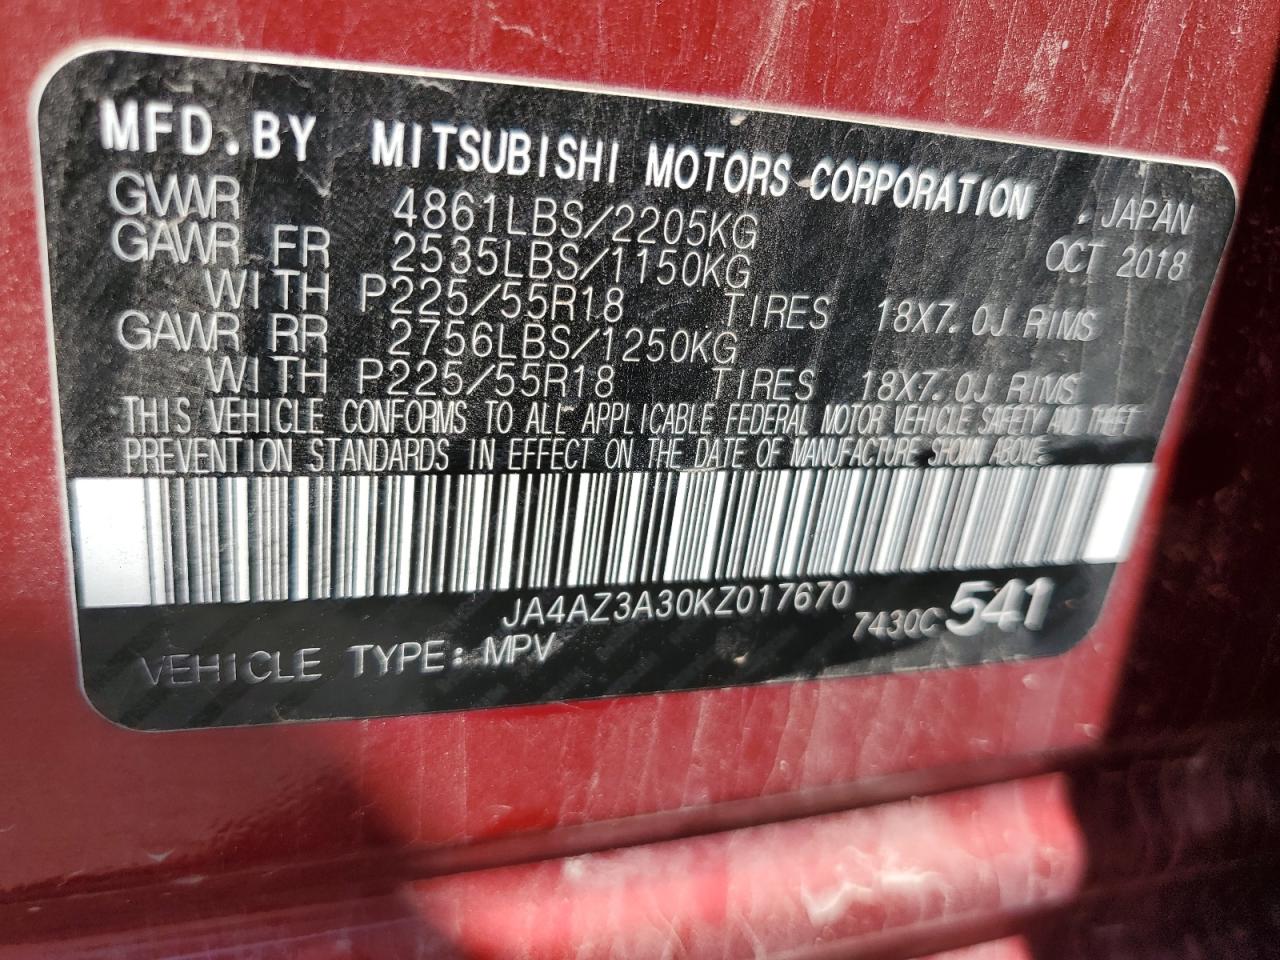 MFD.BY MITSUBISHI MOTORS CORPORATION, JAPAN
GVWR 4861LBS/2205KG OCT 2018
GAWR FR 2535LBS/1150KG
WITH P225/55R18 TIRES 18X7.0J RIMS
GAWR RR 2756LBS/1250KG
WITH P225/55R18 TIRES 18X7.0J RIMS
THIS VEHICLE CONFORMS TO ALL APPLICABLE FEDERAL MOTOR VEHICLE SAFETY AND THEFT
PREVENTION STANDARDS IN EFFECT ON THE DATE OF MANUFACTURE SHOWN ABOVE
JA4AZ3A30KZ017670 7430C 541
VEHICLE TYPE: MPV